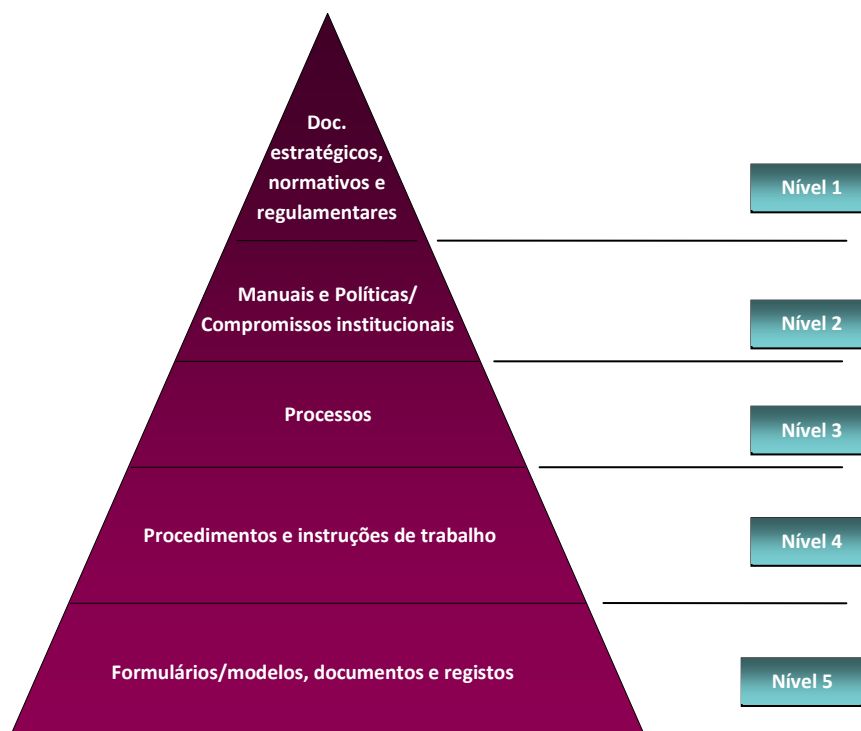 Doc.
estratégicos,
normativos e
regulamentares
Nível 1
Manuais e Políticas/
Compromissos institucionais
Nível 2
Processos
Nível 3
Procedimentos e instruções de trabalho
Nível 4
Formulários/modelos, documentos e registos
Nível 5